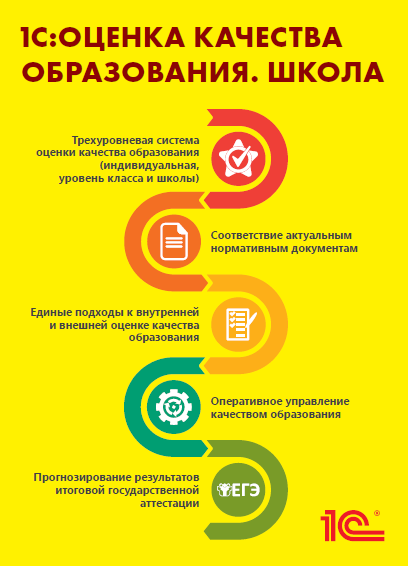 1С:ОЦЕНКА КАЧЕСТВА
ОБРАЗОВАНИЯ. ШКОЛА
Трехуровневая система
оценки качества образования
(индивидуальная,
уровень класса и школы)
Соответствие актуальным
нормативным документам
Единые подходы к внутренней
и внешней оценке качества
образования
Оперативное управление
качеством образования
Прогнозирование результатов
итоговой государственной
аттестации
ЕГЭ
1С®